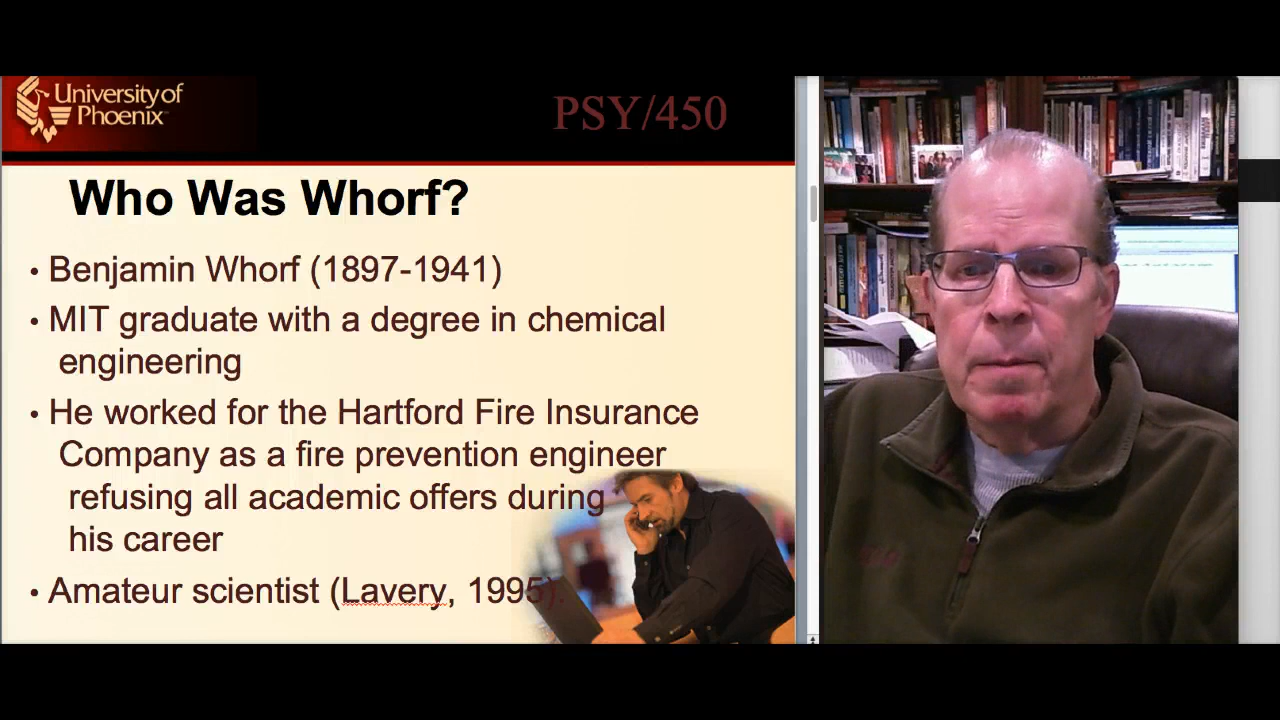 University of
Phoenix
PSY/450
Who Was Whorf?
• Benjamin Whorf (1897-1941)
• MIT graduate with a degree in chemical
engineering
• He worked for the Hartford Fire Insurance
Company as a fire prevention engineer
refusing all academic offers during
his career
• Amateur scientist (Lavery, 1995).